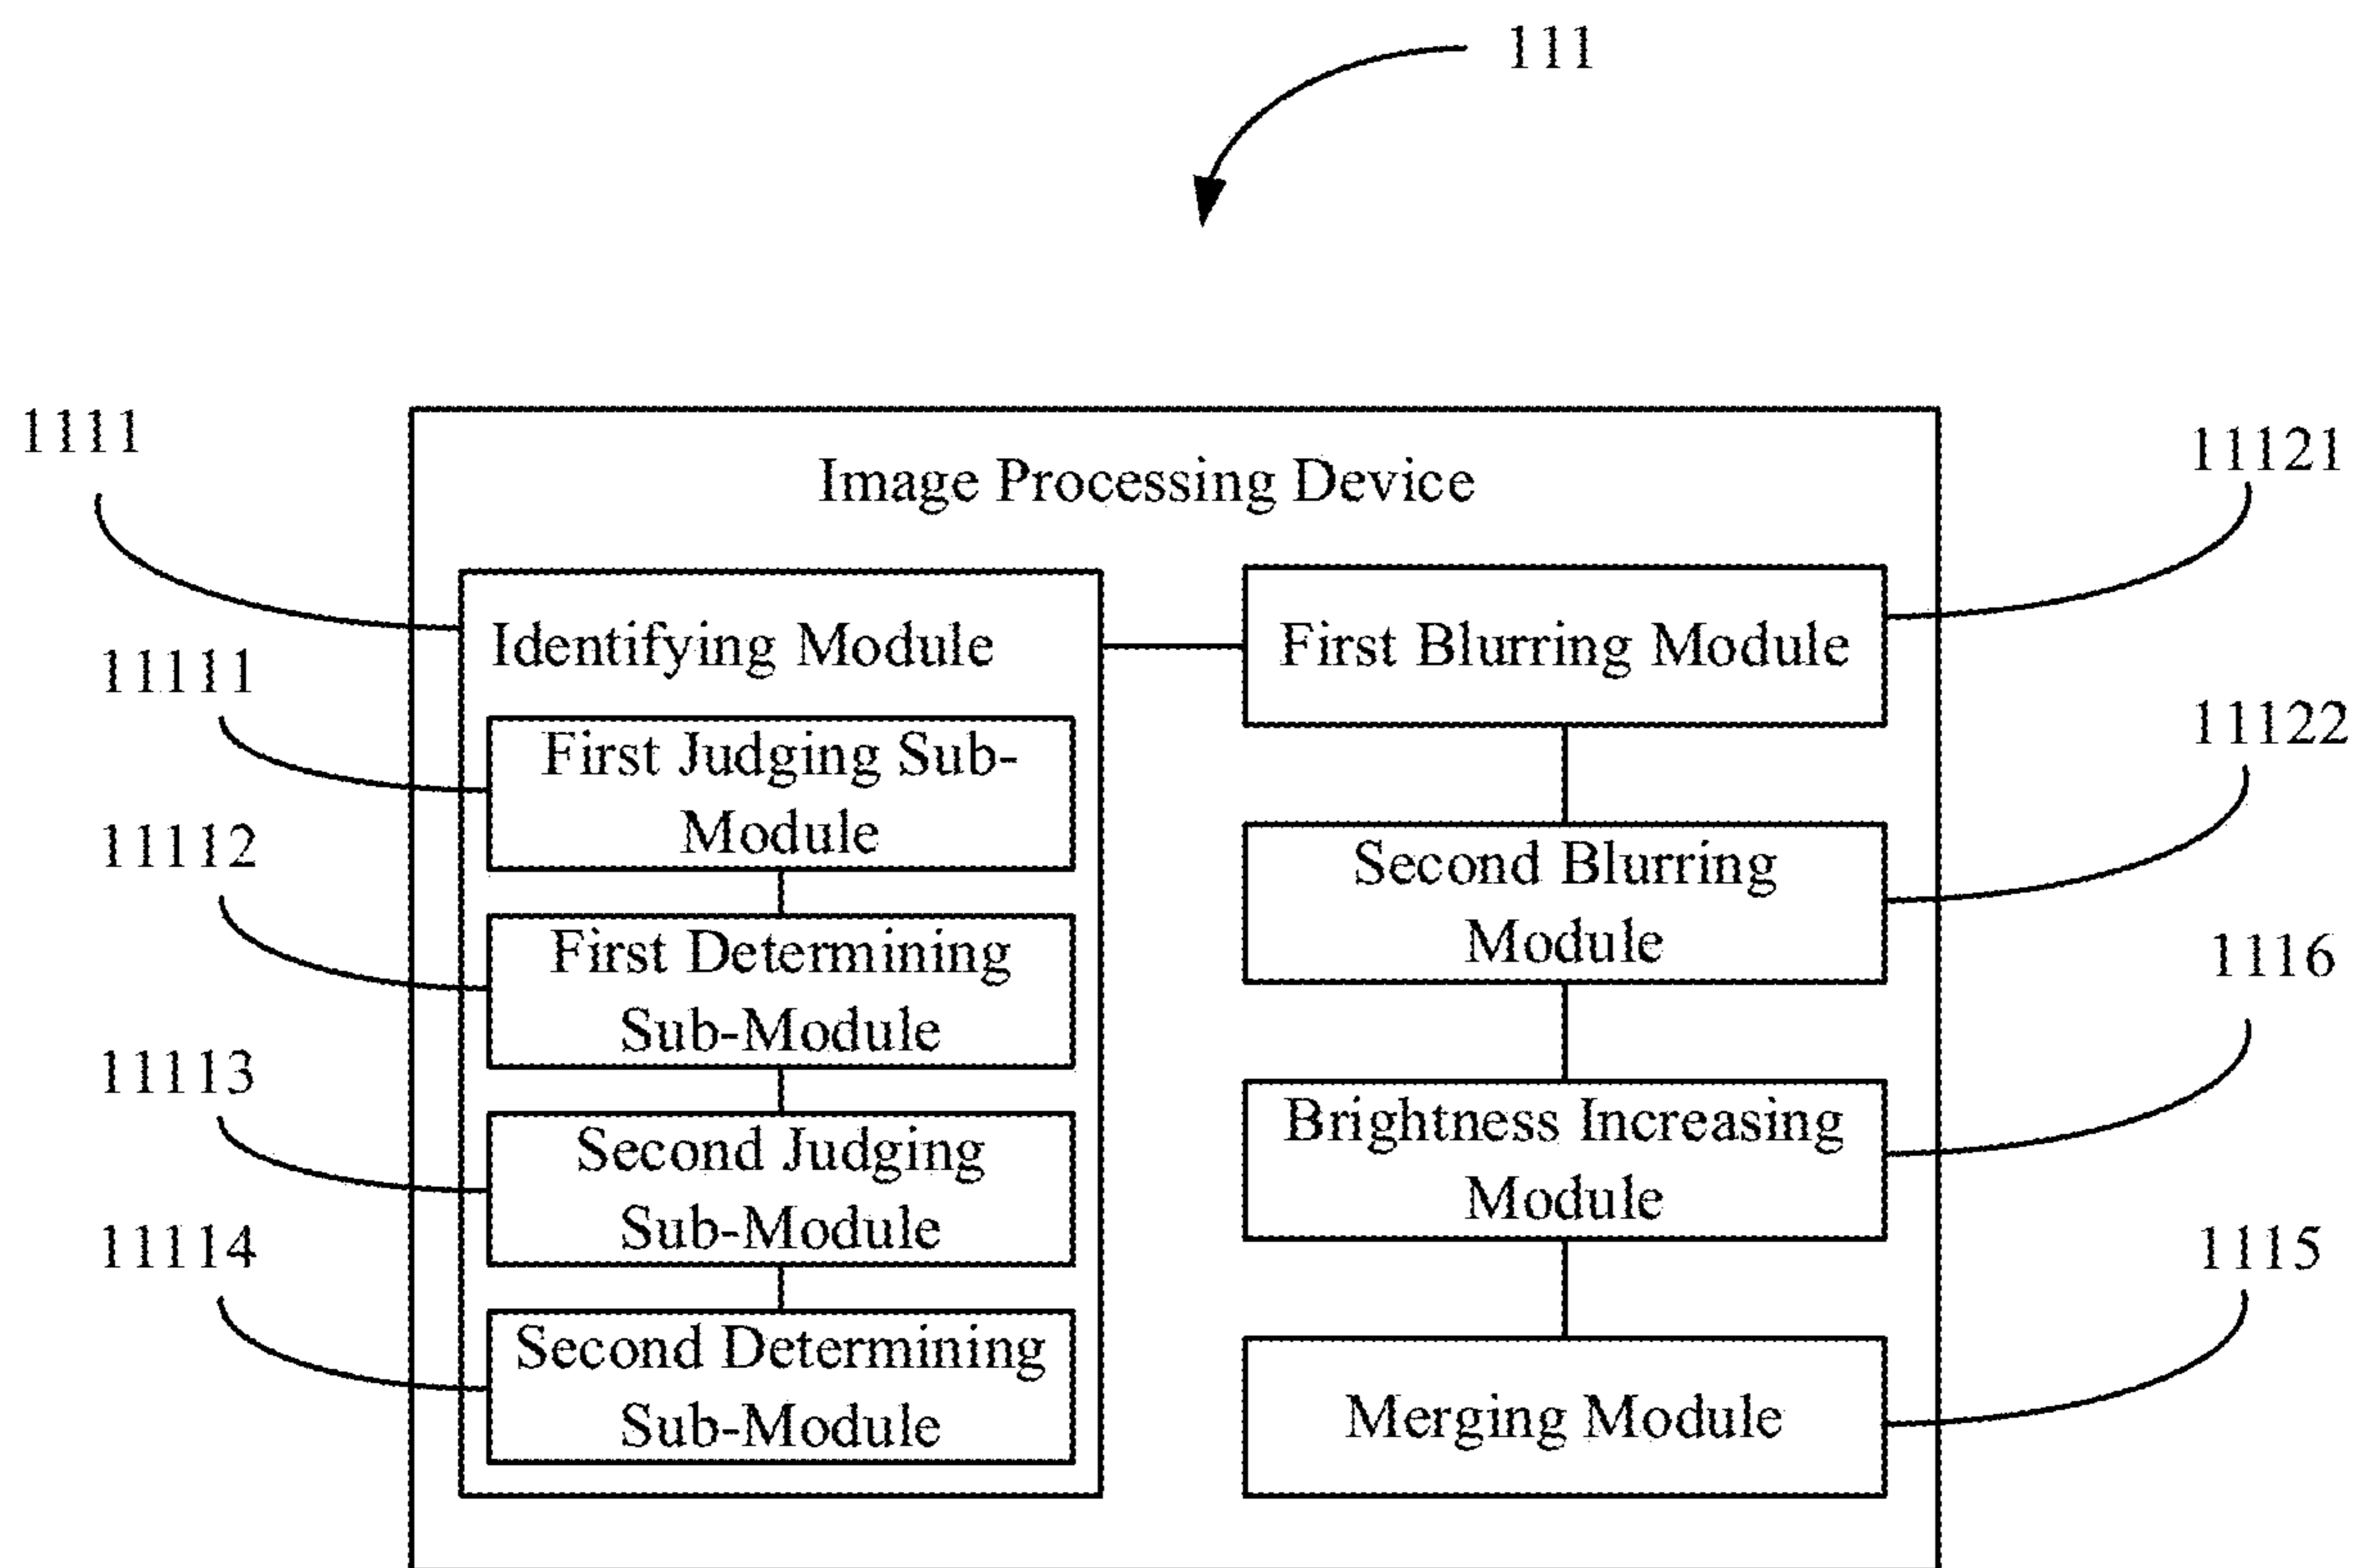 111
Image Processing Device
1111
Identifying Module
11111
First Judging Sub-
Module
11112
First Determining
Sub-Module
11113
Second Judging
Sub-Module
11114
Second Determining
Sub-Module
First Blurring Module
11121
Second Blurring
Module
11122
Brightness Increasing
Module
1116
Merging Module
1115